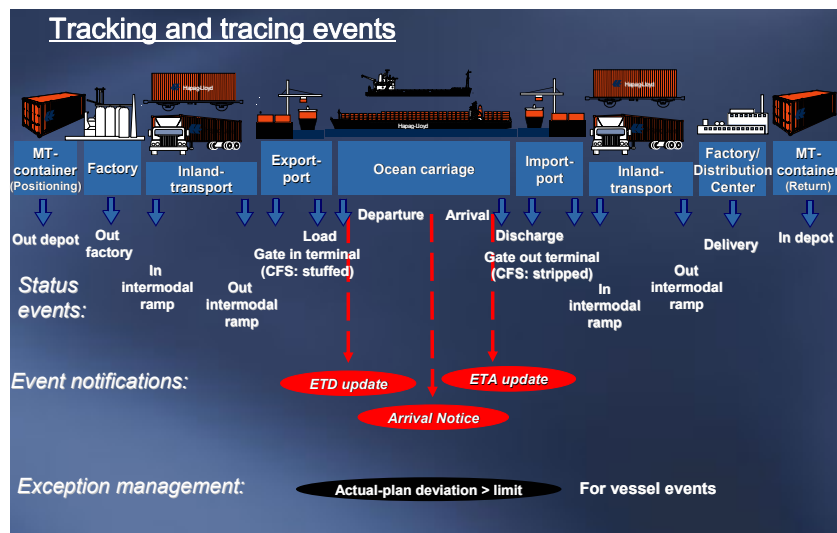 Tracking and tracing events
Hapag-Lloyd
Hapag-Lloyd
Hapag-Lloyd
MT-
container
(Positioning)
Factory
Inland-
transport
Export-
port
Ocean carriage
Import-
port
Inland-
transport
Factory/
Distribution
Center
MT-
container
(Return)
Departure
Arrival
Out depot
Out
factory
In
intermodal
ramp
Out
intermodal
ramp
Load
Gate in terminal
(CFS: stuffed)
Discharge
Gate out terminal
(CFS: stripped)
In
intermodal
ramp
Out
intermodal
ramp
Delivery
In depot
Status
events:
Event notifications:
ETD update
ETA update
Arrival Notice
Exception management:
Actual-plan deviation > limit
For vessel events